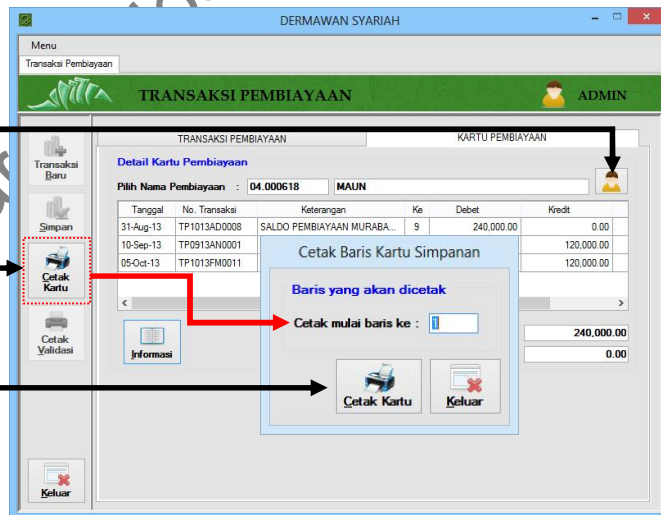 DERMAWAN SYARIAH
Menu
Transaksi Pembiayaan
TRANSAKSI PEMBIAYAAN
ADMIN
TRANSAKSI PEMBIAYAAN
KARTU PEMBIAYAAN
Transaksi
Baru
Simpan
Cetak
Kartu
Cetak
Validasi
Keluar
Detail Kartu Pembiayaan
Pilih Nama Pembiayaan : 04.000618 MAUN
Tanggal No. Transaksi Keterangan Ke Debet Kredit
31-Aug-13 TP1013AD0008 SALDO PEMBIAYAAN MURABA... 9 240,000.00 0.00
10-Sep-13 TP0913AN0001 120,000.00
05-Oct-13 TP1013FM0011 120,000.00
Informasi
240,000.00
0.00
Cetak Baris Kartu Simpanan
Baris yang akan dicetak
Cetak mulai baris ke : 1
Cetak Kartu
Keluar